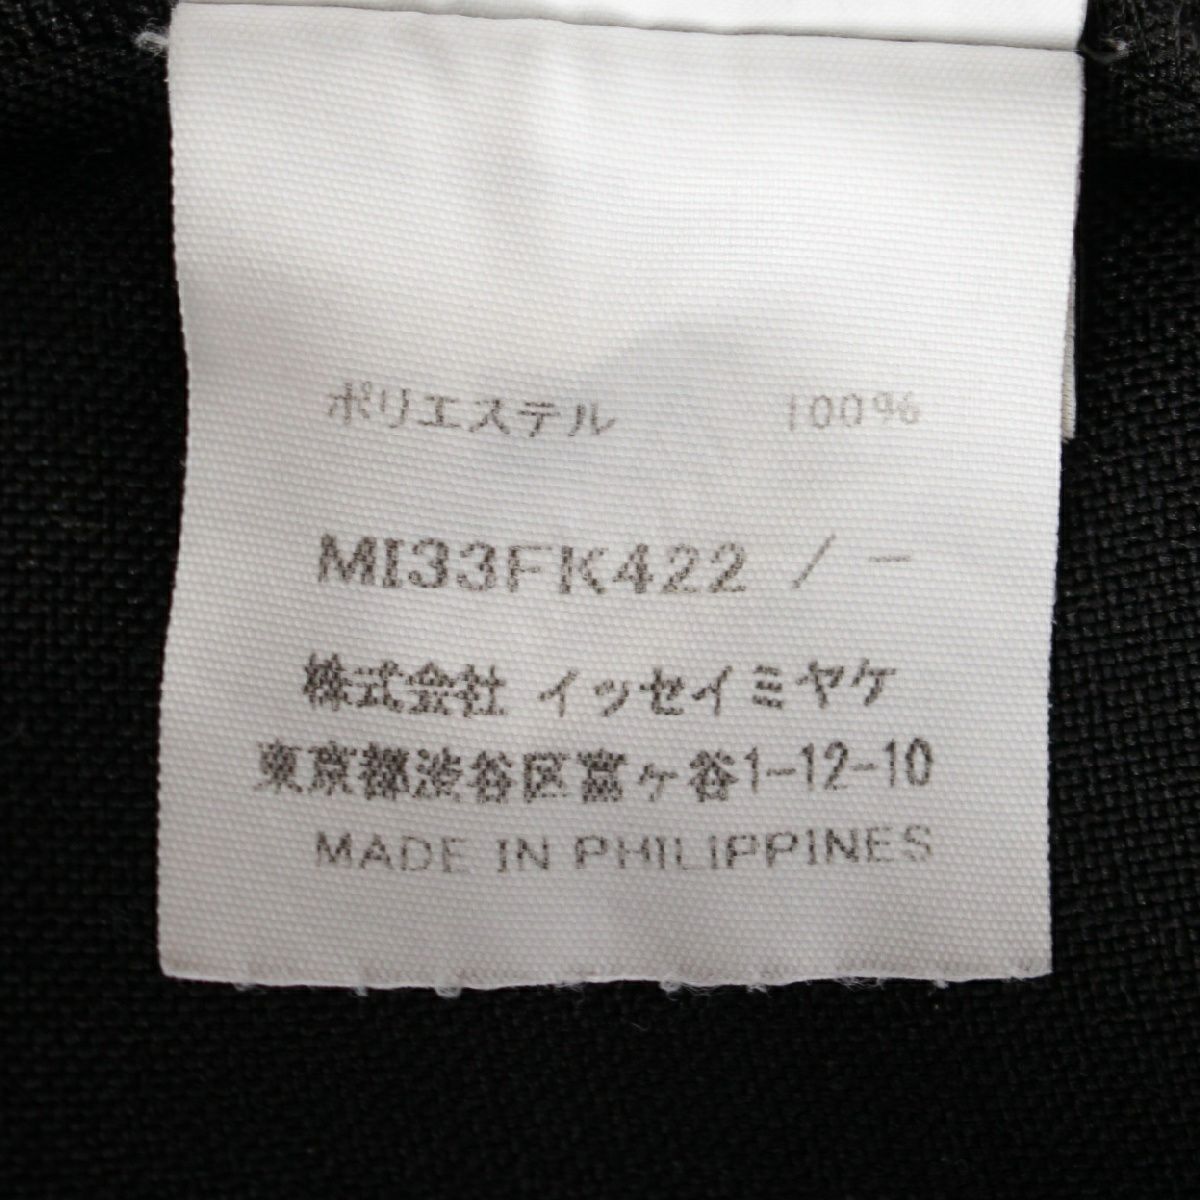 ポリエステル 100%
MI33FK422 / -
株式会社 イッセイミヤケ
東京都渋谷区富ヶ谷1-12-10
MADE IN PHILIPPINES